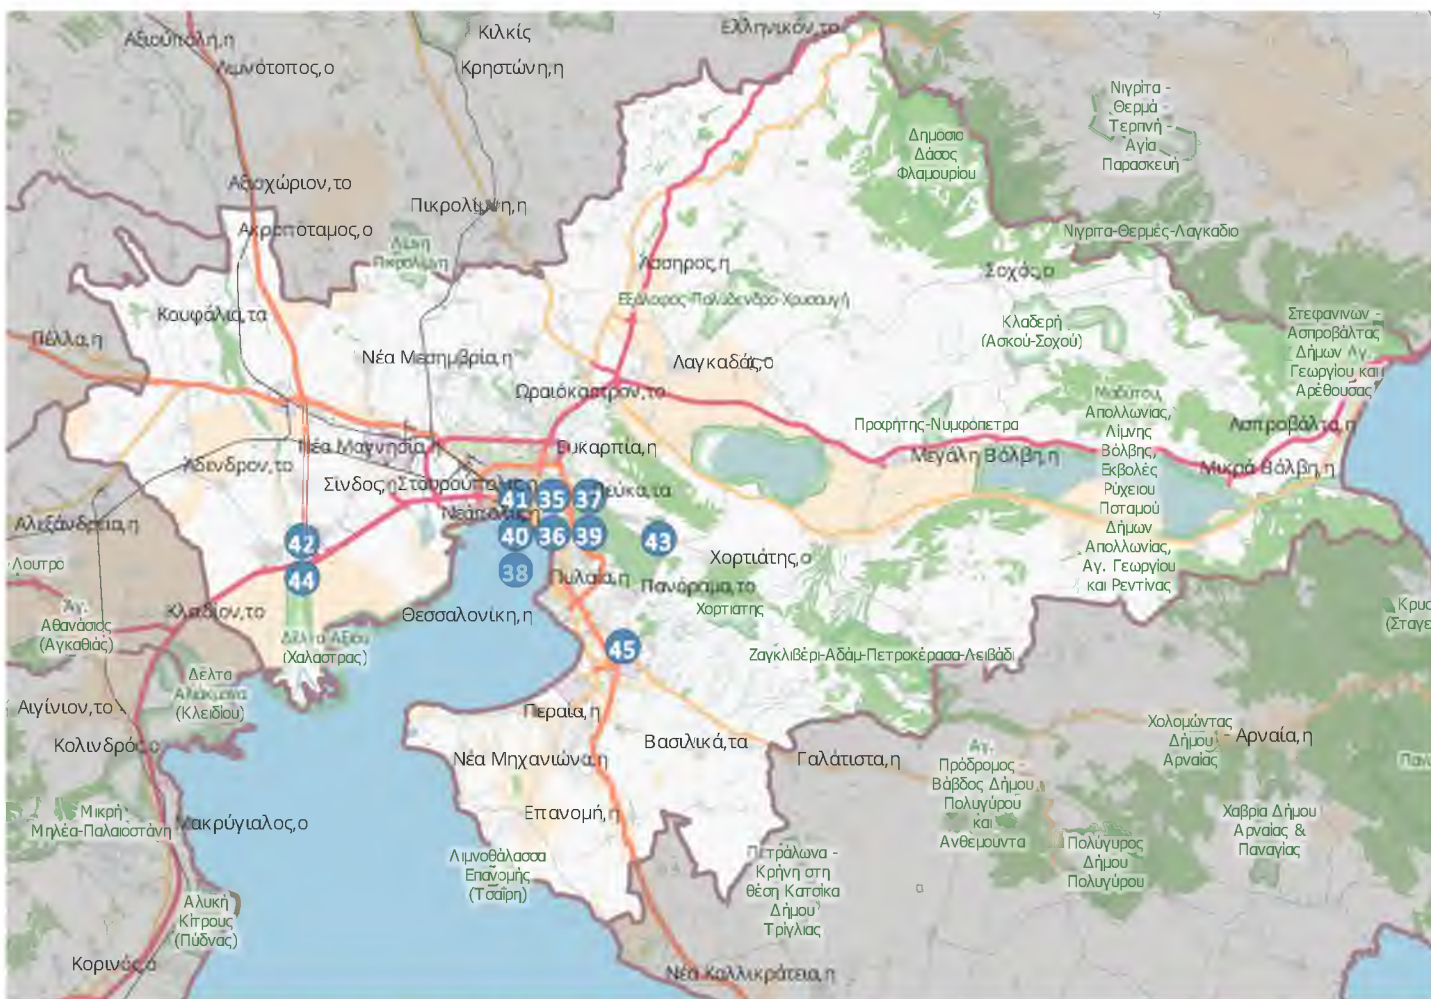 Ελληνικόν, το
Κιλκίς
Αξιούπολη, η
Λιμνότοπος, ο
Κρηστώνη, η
Νιγρίτα -
Θερμά -
Τερπνή -
Αγία
Παρασκευή
Δημόσιο
Δάσος
Φλαμουρίου
Αξιοχώριον, το
Πικρολίμνη, η
Ακροπόταμος, ο
Νιγρίτα-Θερμές-Λαγκάδιο
Λίμνη
Πικρολίμνη
Άσσηρος, η
Σοχός, ο
Εξάλοφος-Πολύδενδρο-Χρυσαυγή
Κουφάλια, τα
Κλαδερή
(Ασκού-Σοχού)
Στεφανινών -
Ασπροβάλτας
Δήμων Αγ.
Γεωργίου και
Αρέθουσας
Πέλλα, η
Νέα Μεσημβρία, η
Λαγκαδάς, ο
Ωραιόκαστρον, το
Μαδύτου,
Απολλωνίας,
Λίμνης
Βόλβης,
Εκβολές
Ρύχειου
Ποταμού
Δήμων
Απολλωνίας,
Αγ. Γεωργίου
και Ρεντίνας
Προφήτης-Νυμφόπετρα
Ασπροβάλτα, η
Νέα Μαγνησία, η
Ευκαρπία, η
Μεγάλη Βόλβη, η
Μικρά Βόλβη, η
Άδενδρον, το
Σίνδος, η
Σταυρούπολις, η
41
35
37
Πεύκα, τα
Νεάπολις, η
Αλεξάνδρεια, η
42
40
36
39
43
Χορτιάτης, ο
Λουτρό
44
38
Πυλαία, η
Πανόραμα, το
Αγ.
Αθανάσιος
(Αγκαθιάς)
Κλειδίον, το
Θεσσαλονίκη, η
Χορτιάτης
Δέλτα Αξιού
(Χαλάστρας)
45
Ζαγκλιβέρι-Αδάμ-Πετροκέρασα-Λειβάδι
Δέλτα
Αλιάκμονα
(Κλειδίου)
Αιγίνιον, το
Περαία, η
Κολινδρός, ο
Βασιλικά, τα
Νέα Μηχανιώνα, η
Γαλάτιστα, η
Χολομώντας
Δήμου
Αρναίας
Αρναία, η
Αγ.
Πρόδρομος -
Βάβδος Δήμου
Πολυγύρου
και
Ανθεμούντα
Μικρή
Μηλέα-Παλαιοστάνη
Μακρύγιαλος, ο
Επανομή, η
Χαβρια Δήμου
Αρναίας &
Παναγίας
Πολύγυρος
Δήμου
Πολυγύρου
Λιμνοθάλασσα
Επανομής
(Τσαΐρη)
Πετράλωνα -
Κρήνη στη
θέση Κατσίκα
Δήμου
Τρίγλιας
Αλυκή
Κίτρους
(Πύδνας)
Κορινός, ο
Νέα Καλλικράτεια, η